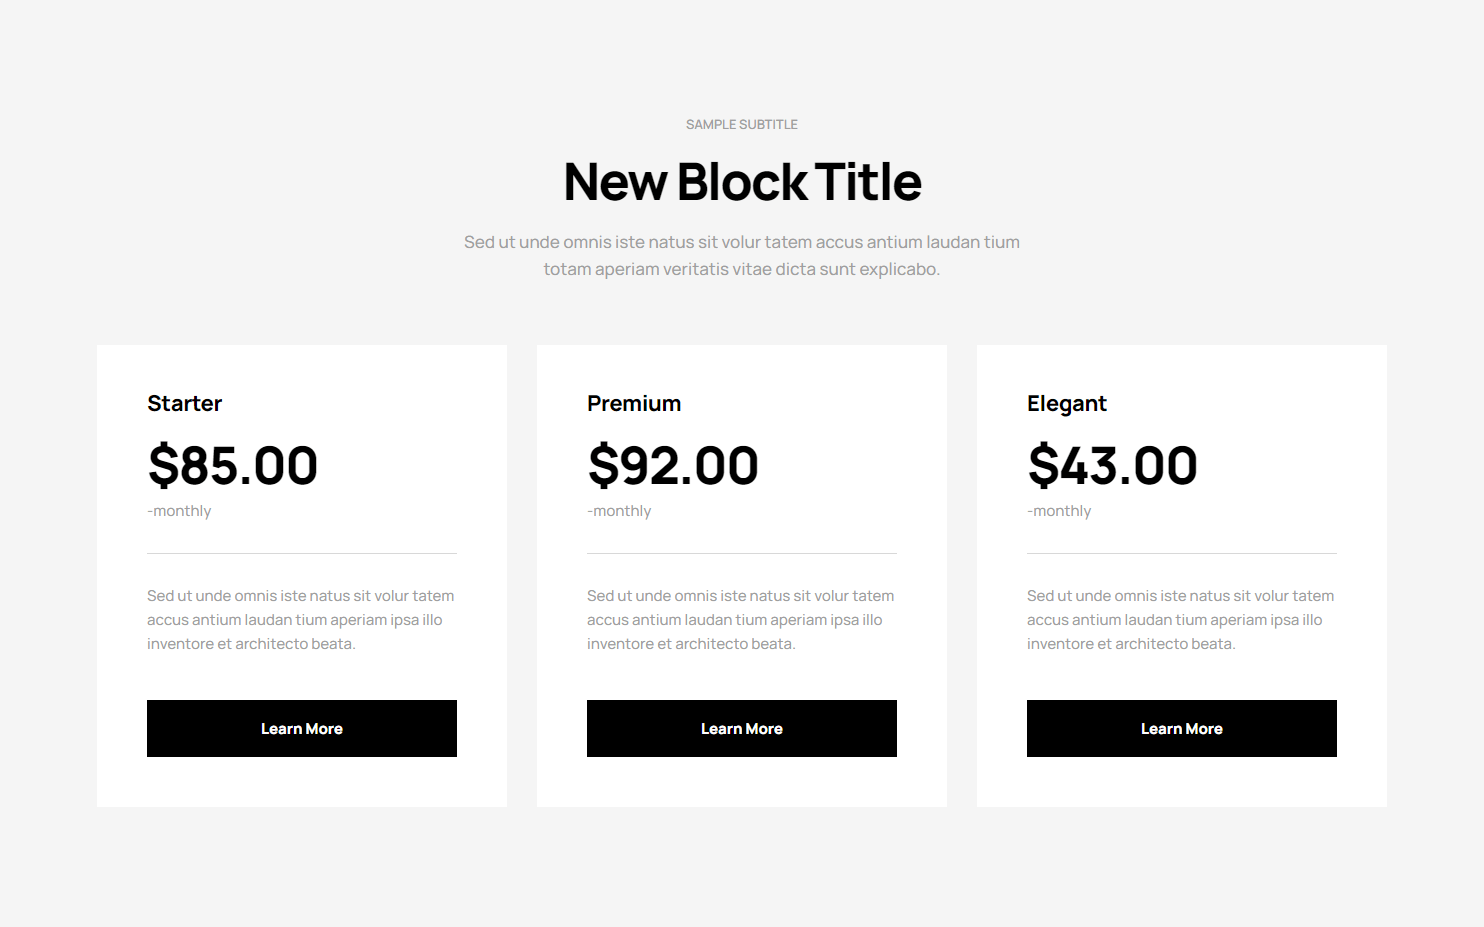 SAMPLE SUBTITLE
New Block Title
Sed ut unde omnis iste natus sit volur tatem accus antium laudan tium
totam aperiam veritatis vitae dicta sunt explicabo.
Starter
$85.00
-monthly
Sed ut unde omnis iste natus sit volur tatem
accus antium laudan tium aperiam ipsa illo
inventore et architecto beata.
Learn More
Premium
$92.00
-monthly
Sed ut unde omnis iste natus sit volur tatem
accus antium laudan tium aperiam ipsa illo
inventore et architecto beata.
Learn More
Elegant
$43.00
-monthly
Sed ut unde omnis iste natus sit volur tatem
accus antium laudan tium aperiam ipsa illo
inventore et architecto beata.
Learn More